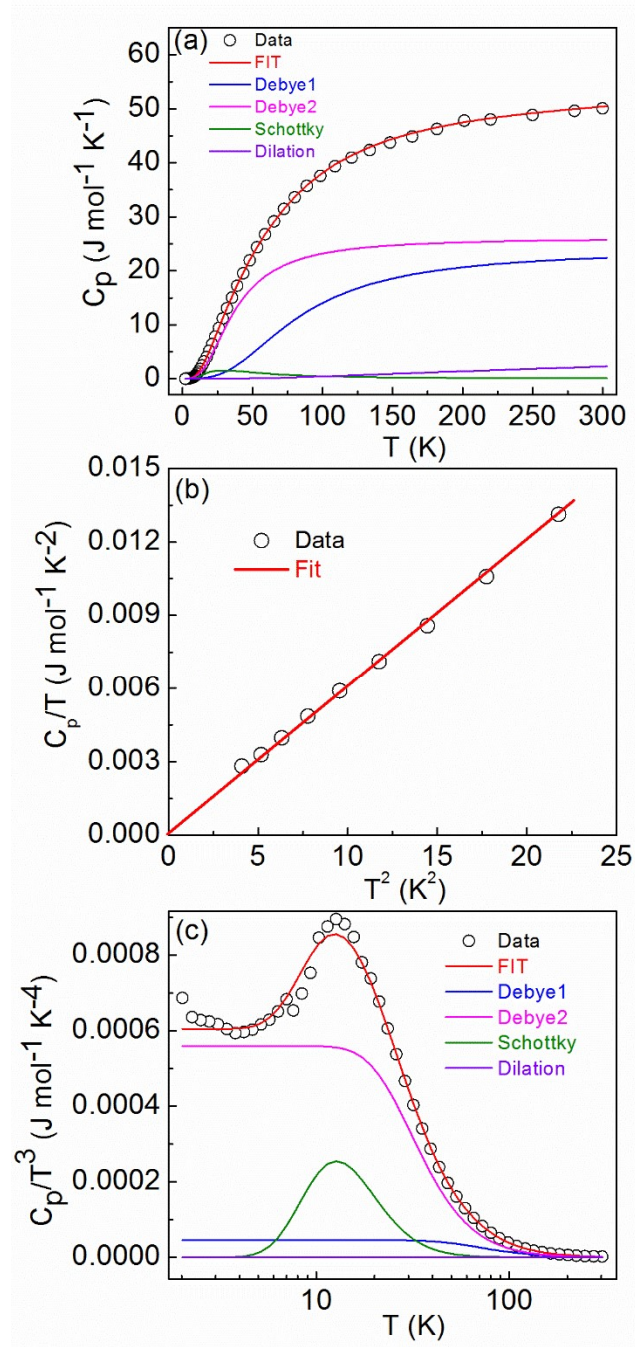 (a)
Data
FIT
Debye1
Debye2
Schottky
Dilation
Cp (J mol⁻¹ K⁻¹)
60
50
40
30
20
10
0
0 50 100 150 200 250 300
T (K)
(b)
Data
Fit
Cp/T (J mol⁻¹ K⁻²)
0.015
0.012
0.009
0.006
0.003
0.000
0 5 10 15 20 25
T² (K²)
(c)
Data
FIT
Debye1
Debye2
Schottky
Dilation
Cp/T³ (J mol⁻¹ K⁻⁴)
0.0008
0.0006
0.0004
0.0002
0.0000
10 100
T (K)